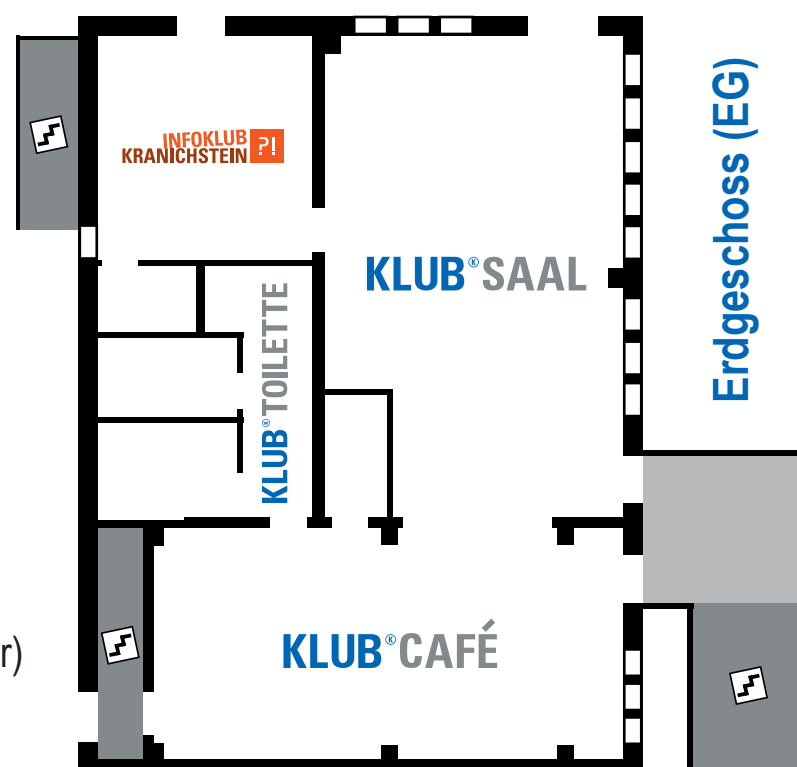 INFOKLUB
KRANICHSTEIN ?!
KLUB®SAAL
Erdgeschoss (EG)
KLUB®TOILETTE
r)
KLUB®CAFÉ